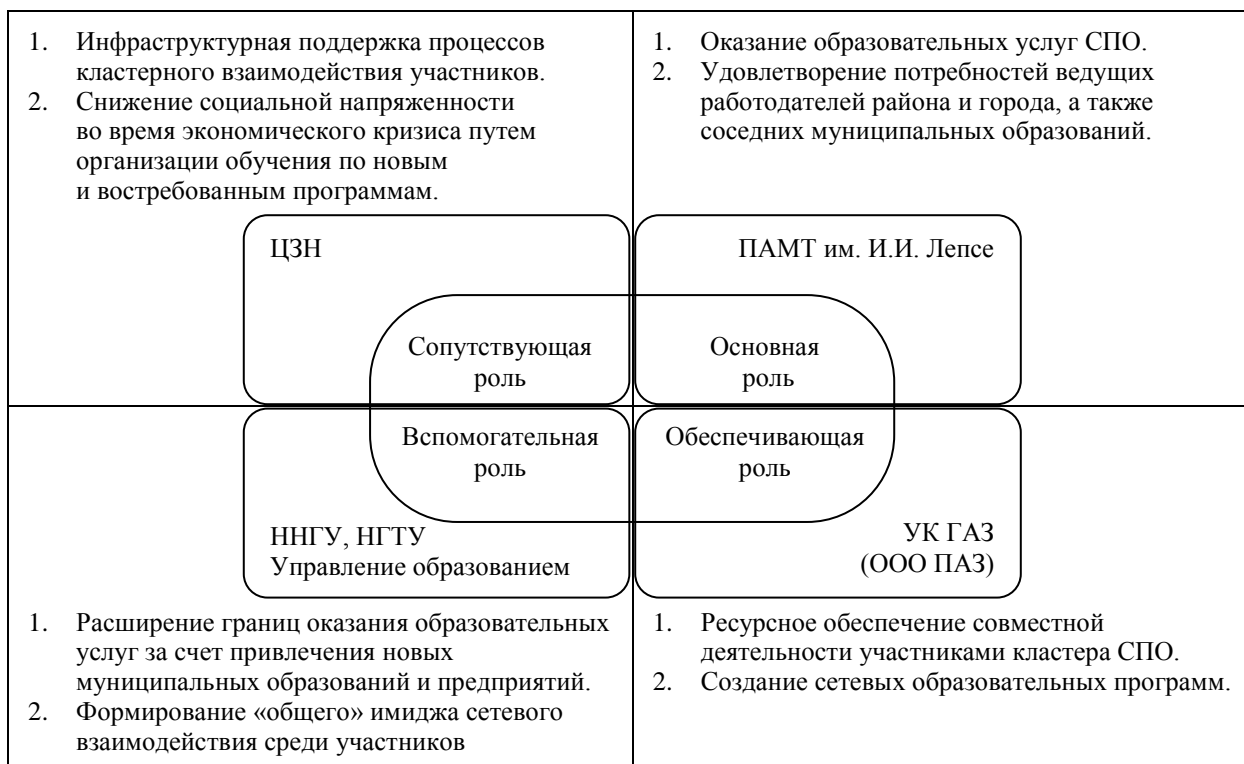 1. Инфраструктурная поддержка процессов
кластерного взаимодействия участников.
2. Снижение социальной напряженности
во время экономического кризиса путем
организации обучения по новым
и востребованным программам.
1. Оказание образовательных услуг СПО.
2. Удовлетворение потребностей ведущих
работодателей района и города, а также
соседних муниципальных образований.
ЦЗН
ПАМТ им. И.И. Лепсе
Сопутствующая
роль
Основная
роль
Вспомогательная
роль
Обеспечивающая
роль
ННГУ, НГТУ
Управление образованием
УК ГАЗ
(ООО ПАЗ)
1. Расширение границ оказания образовательных
услуг за счет привлечения новых
муниципальных образований и предприятий.
2. Формирование «общего» имиджа сетевого
взаимодействия среди участников
1. Ресурсное обеспечение совместной
деятельности участниками кластера СПО.
2. Создание сетевых образовательных программ.